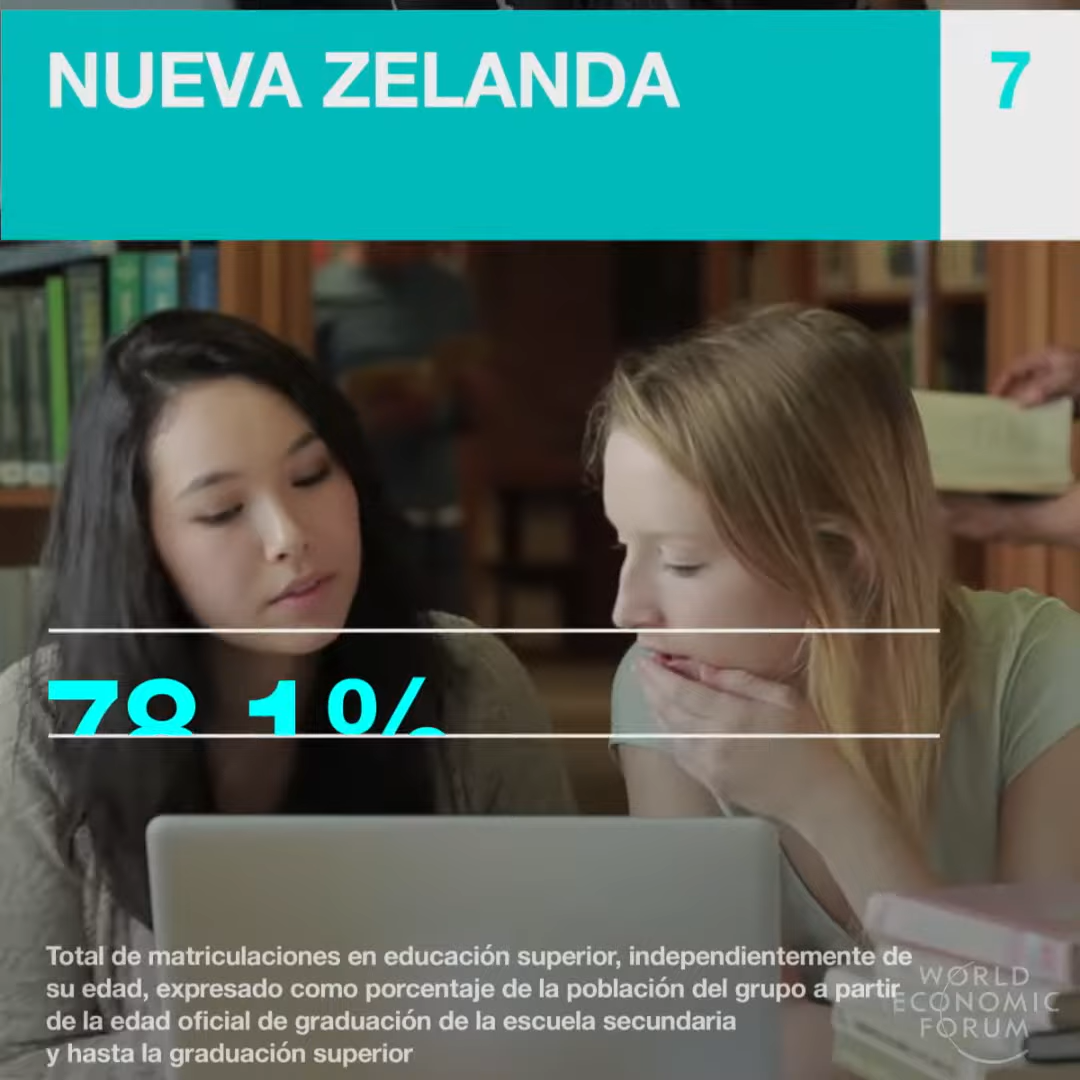 NUEVA ZELANDA
7
78.1%
Total de matriculaciones en educación superior, independientemente de
su edad, expresado como porcentaje de la población del grupo a partir
de la edad oficial de graduación de la escuela secundaria
y hasta la graduación superior
WORLD
ECONOMIC
FORUM